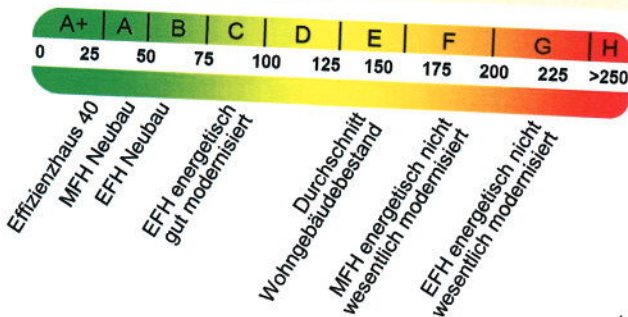 A+ A B C D E F G H
0 25 50 75 100 125 150 175 200 225 >250
Effizienzhaus 40
MFH Neubau
EFH Neubau
EFH energetisch
gut modernisiert
Durchschnitt
Wohngebäudebestand
MFH energetisch nicht
wesentlich modernisiert
EFH energetisch nicht
wesentlich modernisiert